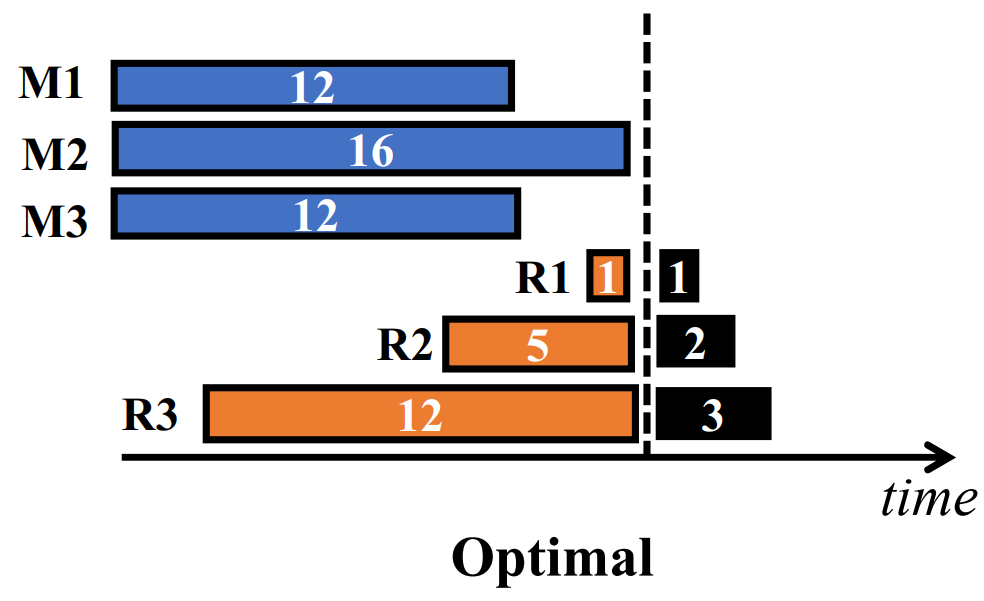 M1 12
M2 16
M3 12
R1 1 1
R2 5 2
R3 12 3
time
Optimal